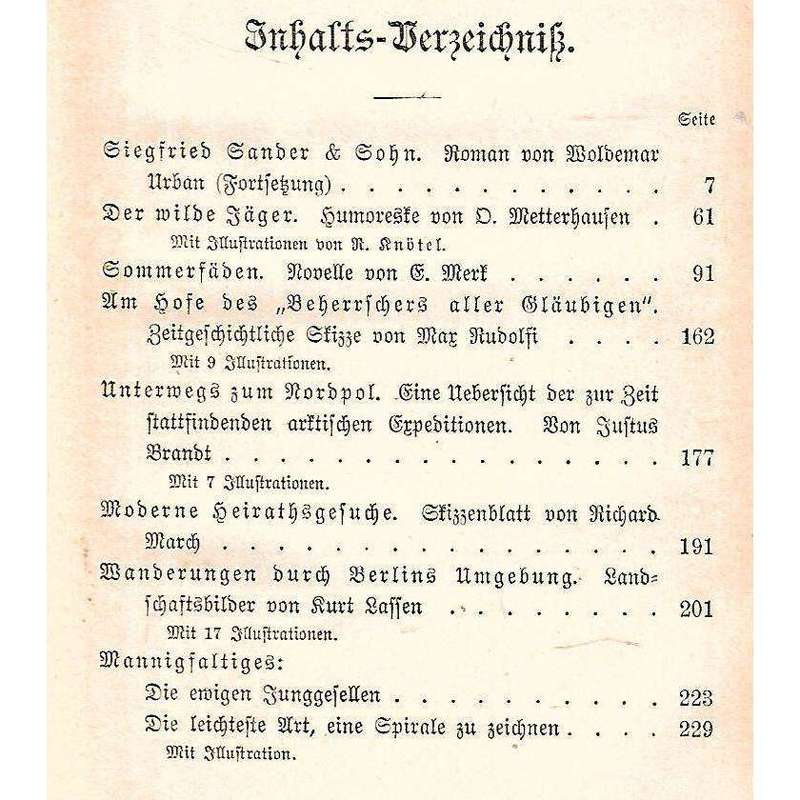 Inhalts-Verzeichniß.
Seite
Siegfried Sander & Sohn. Roman von Woldemar
Urban (Fortsetzung) . . . . . . . . . . . . 7
Der wilde Jäger. Humoreske von O. Metterhausen . 61
Mit Illustrationen von R. Knötel.
Sommerfäden. Novelle von E. Merk . . . . . . 91
Am Hofe des „Beherrschers aller Gläubigen“.
Zeitgeschichtliche Skizze von Max Rudolfi . . . . 162
Mit 9 Illustrationen.
Unterwegs zum Nordpol. Eine Uebersicht der zur Zeit
stattfindenden arktischen Expeditionen. Von Justus
Brandt . . . . . . . . . . . . . . . . 177
Mit 7 Illustrationen.
Moderne Heirathsgesuche. Skizzenblatt von Richard
March . . . . . . . . . . . . . . . . 191
Wanderungen durch Berlins Umgebung. Land=
schaftsbilder von Kurt Lassen . . . . . . . . 201
Mit 17 Illustrationen.
Mannigfaltiges:
Die ewigen Junggesellen . . . . . . . . . . 223
Die leichteste Art, eine Spirale zu zeichnen . . . . 229
Mit Illustration.